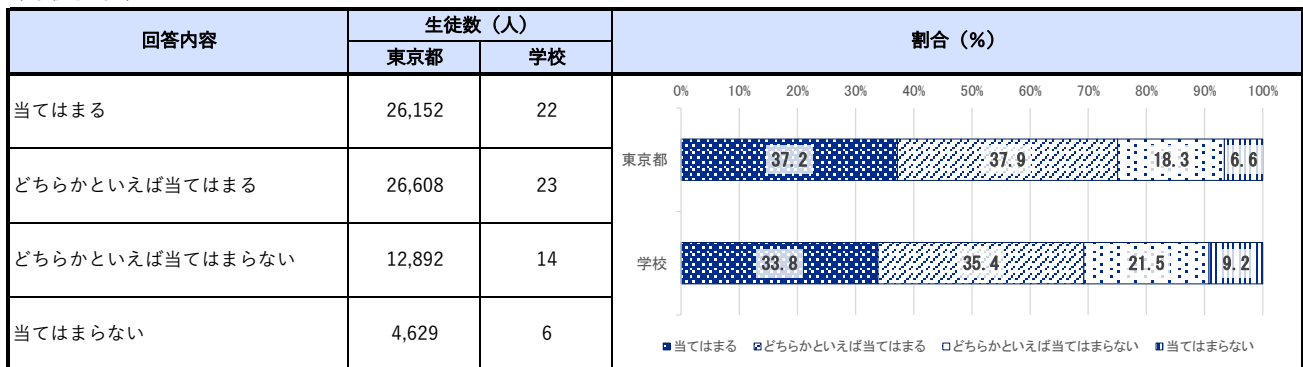 回答内容
生徒数（人）
割合（%）
東京都
学校
当てはまる
26,152
22
どちらかといえば当てはまる
26,608
23
どちらかといえば当てはまらない
12,892
14
当てはまらない
4,629
6
0% 10% 20% 30% 40% 50% 60% 70% 80% 90% 100%
東京都 37.2 37.9 18.3 6.6
学校 33.8 35.4 21.5 9.2
当てはまる どちらかといえば当てはまる どちらかといえば当てはまらない 当てはまらない